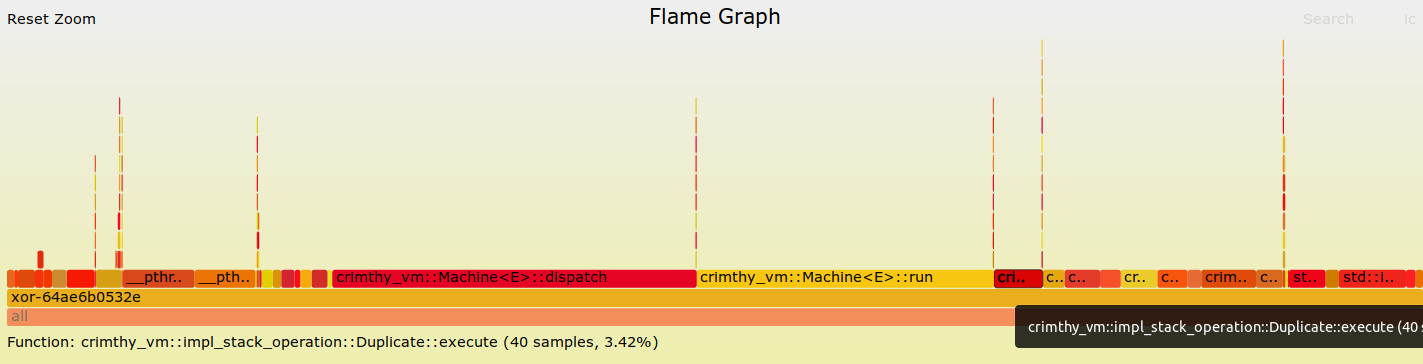 Reset Zoom
Flame Graph
Search
ic
__pthr..
__pth..
crimthy_vm::Machine<E>::dispatch
crimthy_vm::Machine<E>::run
cri..
c..
c..
cr..
c..
crim..
c..
st..
std::i..
xor-64ae6b0532e
all
crimthy_vm::impl_stack_operation::Duplicate::execute (40 s
Function: crimthy_vm::impl_stack_operation::Duplicate::execute (40 samples, 3.42%)